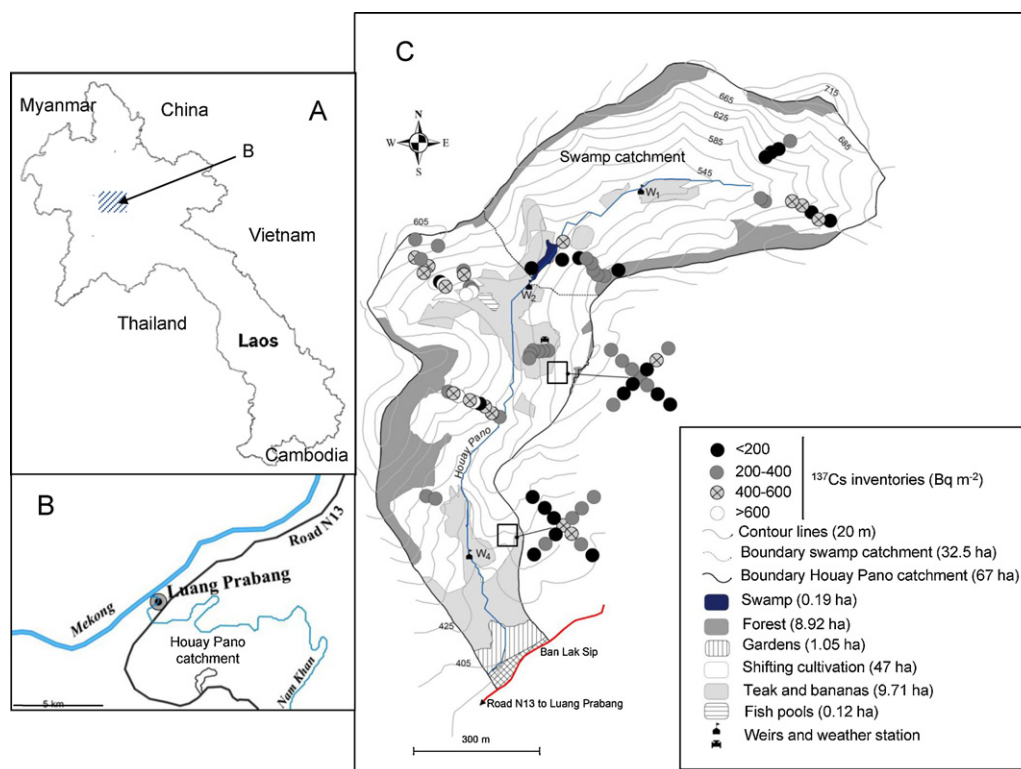 A
Myanmar
China
B
Vietnam
Thailand
Laos
Cambodia
B
Road N13
Luang Prabang
Mekong
Houay Pano
catchment
Nam Khan
5 km
C
N
W E
S
715
665
625
685
585
Swamp catchment
545
W1
605
W2
Houay Pano
W4
425
405
Ban Lak Sip
Road N13 to Luang Prabang
300 m
<200
200-400
400-600
>600
137Cs inventories (Bq m-2)
Contour lines (20 m)
Boundary swamp catchment (32.5 ha)
Boundary Houay Pano catchment (67 ha)
Swamp (0.19 ha)
Forest (8.92 ha)
Gardens (1.05 ha)
Shifting cultivation (47 ha)
Teak and bananas (9.71 ha)
Fish pools (0.12 ha)
Weirs and weather station